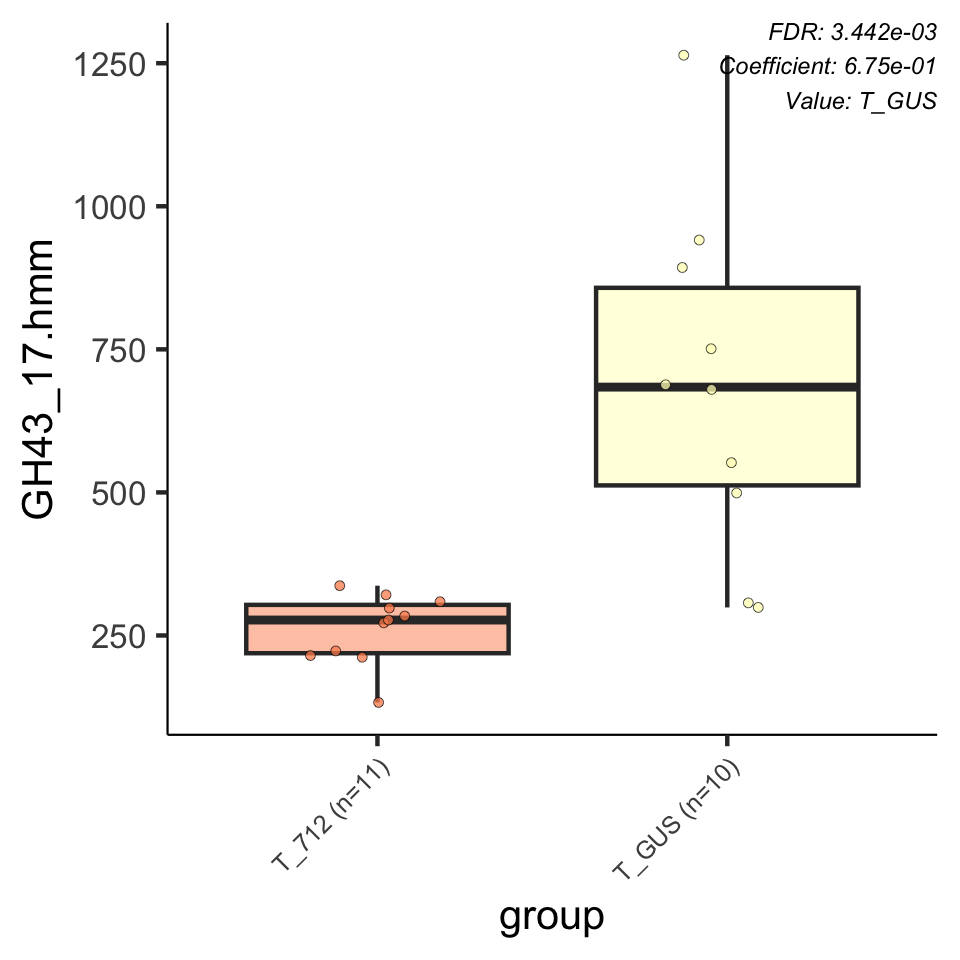 FDR: 3.442e-03
Coefficient: 6.75e-01
Value: T_GUS
1250
1000
750
500
250
GH43_17.hmm
T_712 (n=11)
T_GUS (n=10)
group